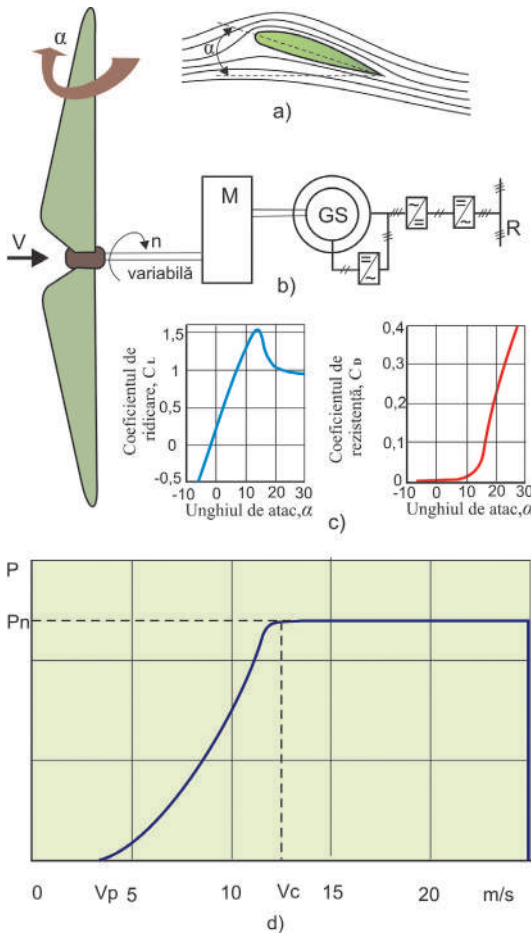 α
α
a)
V
n
variabilă
M
GS
~
=
=
~
=
~
R
b)
Coeficientul de
ridicare, C L
1,5
1
0,5
0
-0,5
-10 0 10 20 30
Unghiul de atac,α
Coeficientul de
rezistență, C D
0,4
0,3
0,2
0,1
0
-10 0 10 20 30
Unghiul de atac,α
c)
P
Pn
0 Vp 5 10 Vc 15 20 m/s
d)